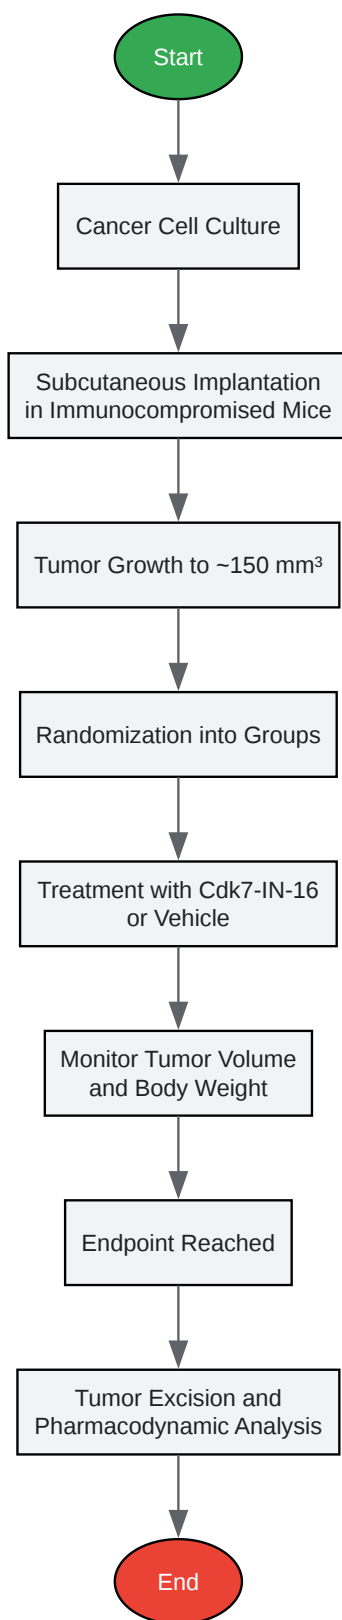 Start
Cancer Cell Culture
Subcutaneous Implantation
in Immunocompromised Mice
Tumor Growth to ~150 mm³
Randomization into Groups
Treatment with Cdk7-IN-16
or Vehicle
Monitor Tumor Volume
and Body Weight
Endpoint Reached
Tumor Excision and
Pharmacodynamic Analysis
End